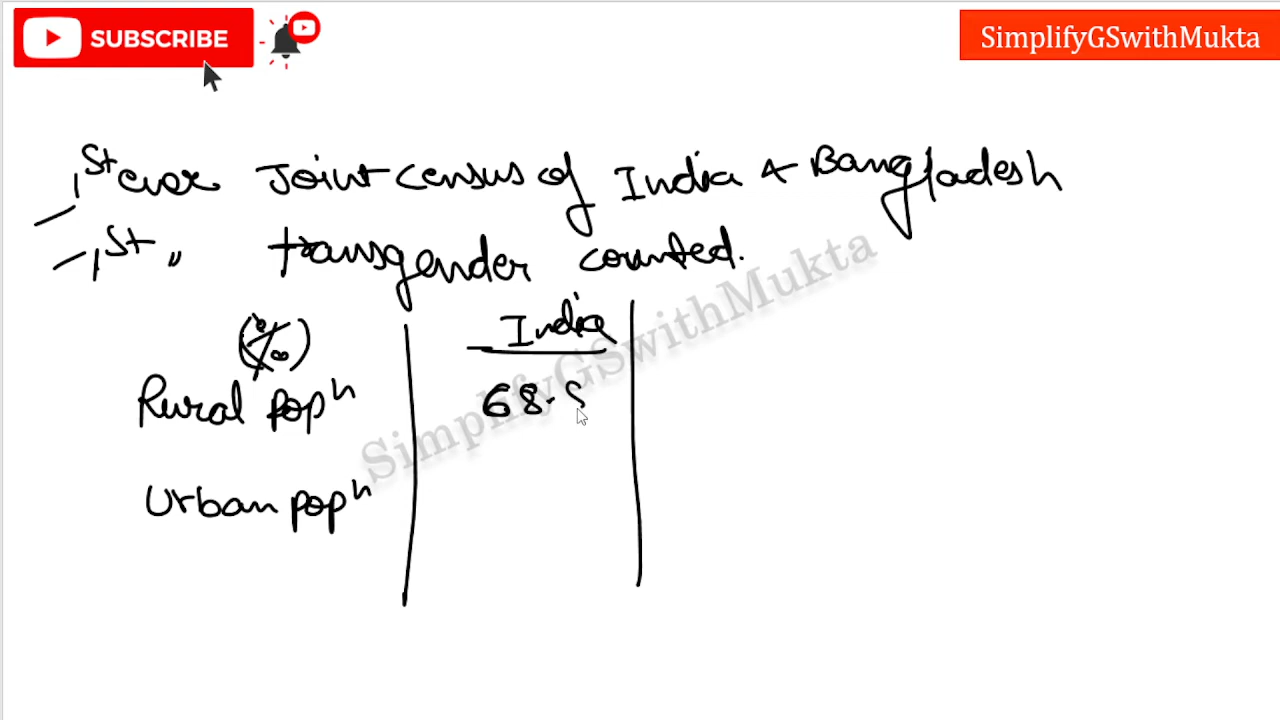 SUBSCRIBE
SimplifyGSwithMukta
1st ever Joint census of India & Bangladesh
1st " transgender counted.
(%)
India
Rural popn
68.
Urban popn
SimplifyGSwithMukta